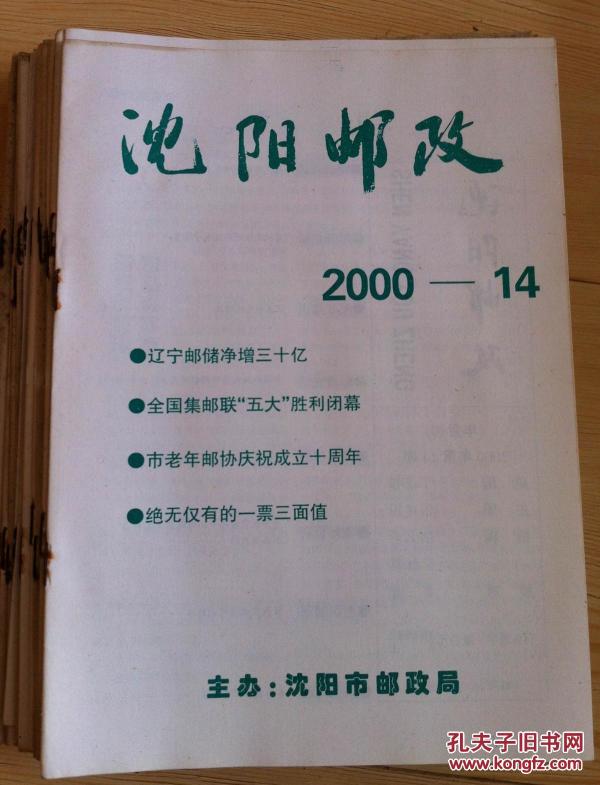 沈阳邮政
2000 — 14
●辽宁邮储净增三十亿
●全国集邮联“五大”胜利闭幕
●市老年邮协庆祝成立十周年
●绝无仅有的一票三面值
主办：沈阳市邮政局
孔夫子旧书网
www.kongfz.com